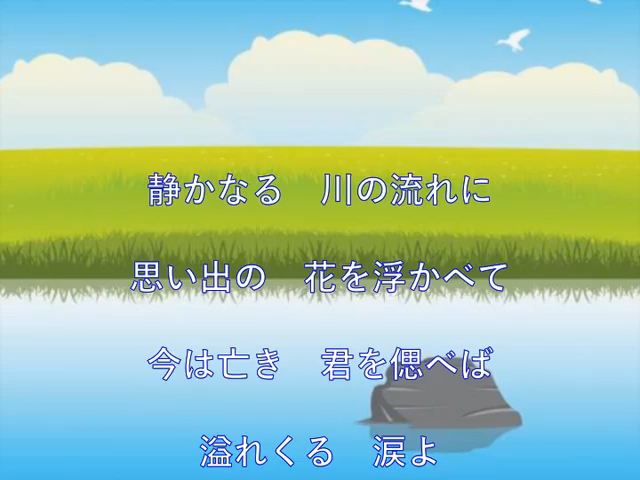 静かなる　川の流れに
思い出の　花を浮かべて
今は亡き　君を偲べば
溢れくる　涙よ